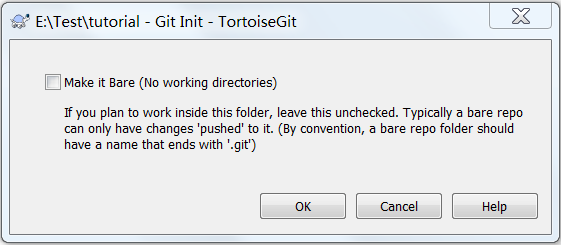 E:\Test\tutorial - Git Init - TortoiseGit
Make it Bare (No working directories)
If you plan to work inside this folder, leave this unchecked. Typically a bare repo
can only have changes 'pushed' to it. (By convention, a bare repo folder should
have a name that ends with '.git')
OK Cancel Help